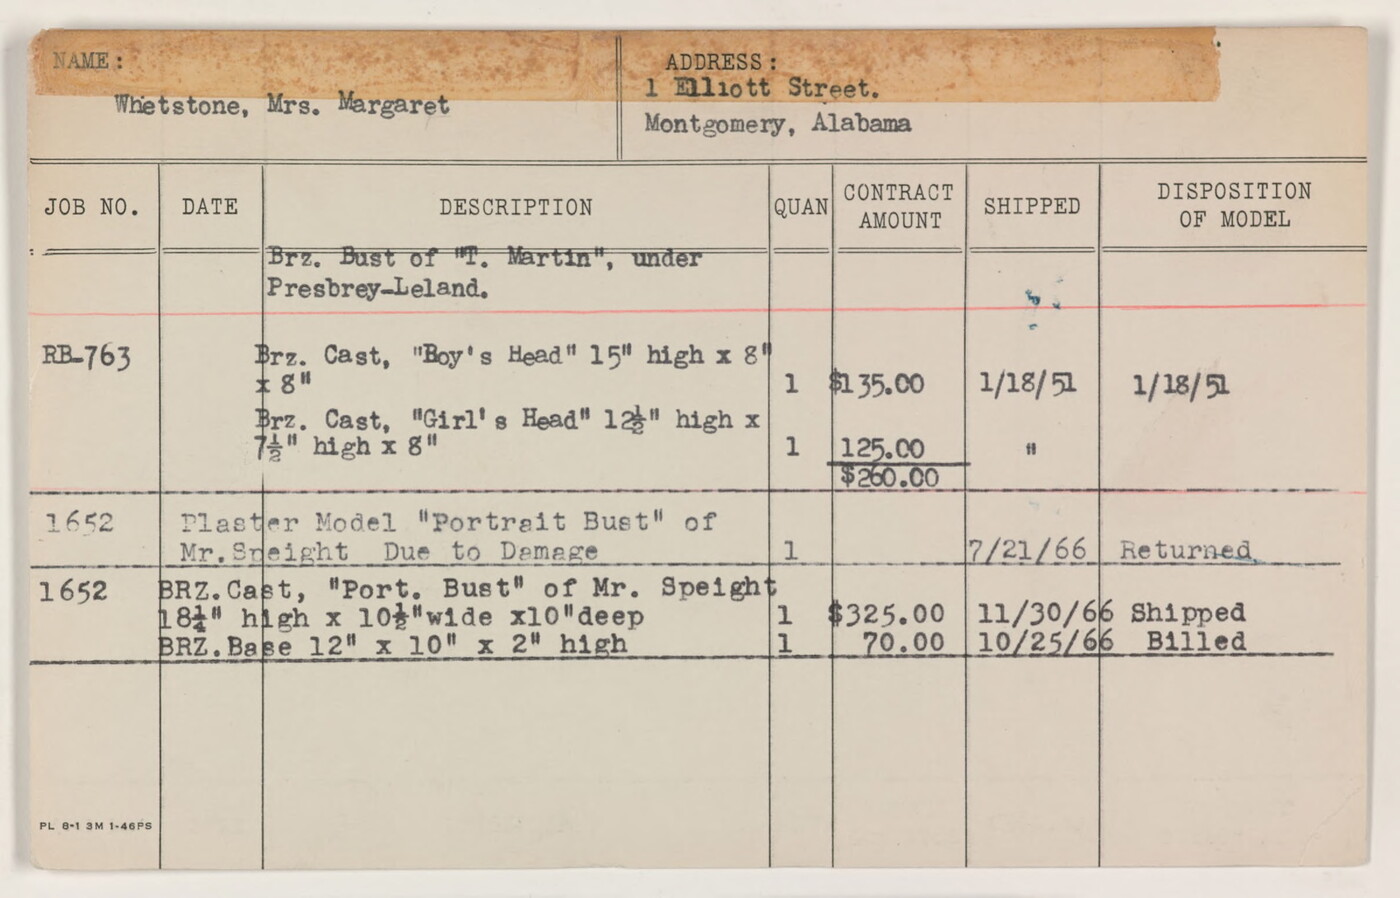 NAME: ADDRESS:
Whetstone, Mrs. Margaret 1 Elliott Street.
Montgomery, Alabama
JOB NO. DATE DESCRIPTION QUAN CONTRACT AMOUNT SHIPPED DISPOSITION OF MODEL
Brz. Bust of "T. Martin", under
Presbrey-Leland.
RB-763 Brz. Cast, "Boy's Head" 15" high x 8"
x 8" 1 $135.00 1/18/51 1/18/51
Brz. Cast, "Girl's Head" 12½" high x
7½" high x 8" 1 125.00 "
$260.00
1652 Plaster Model "Portrait Bust" of
Mr.Speight Due to Damage 1 7/21/66 Returned
1652 BRZ.Cast, "Port. Bust" of Mr. Speight
18¼" high x 10½"wide x10"deep 1 $325.00 11/30/66 Shipped
BRZ.Base 12" x 10" x 2" high 1 70.00 10/25/66 Billed
PL 8-1 3M 1-46PS